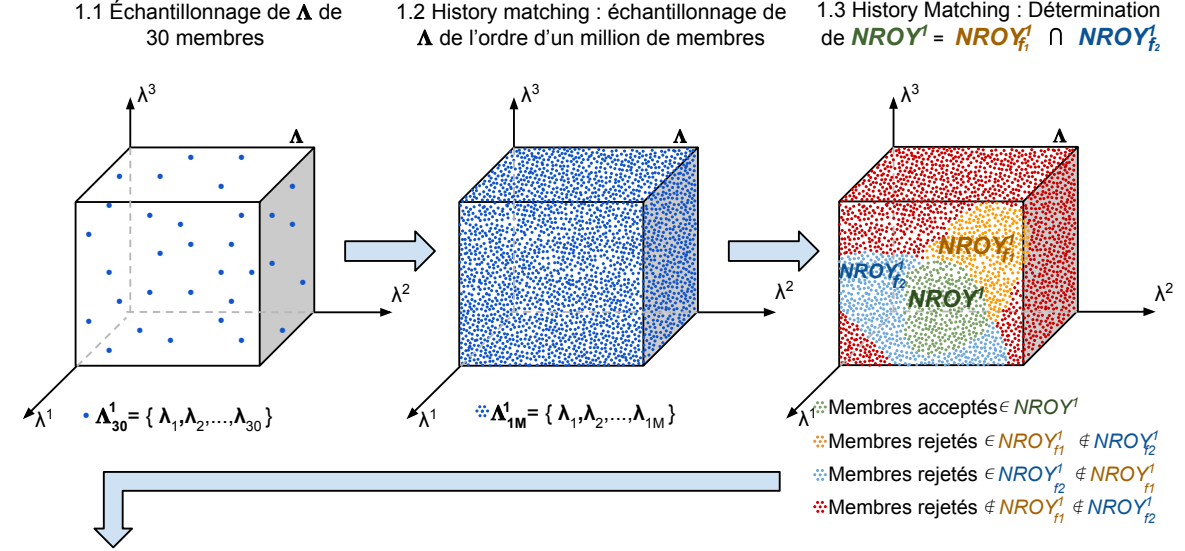 1.1 Échantillonnage de Λ de
30 membres
1.2 History matching : échantillonnage de
Λ de l'ordre d'un million de membres
1.3 History Matching : Détermination
de NROY¹ = NROY¹f₁ ∩ NROY¹f₂
λ³
Λ
λ²
λ¹
λ³
Λ
λ²
λ¹
λ³
Λ
λ²
λ¹
NROY¹f₁
NROY¹f₂
NROY¹
Λ¹₃₀= { λ₁,λ₂,...,λ₃₀ }
Λ¹1M= { λ₁,λ₂,...,λ1M }
Membres acceptés ∈ NROY¹
Membres rejetés ∈ NROY¹f1 ∉ NROY¹f2
Membres rejetés ∈ NROY¹f2 ∉ NROY¹f1
Membres rejetés ∉ NROY¹f1 ∉ NROY¹f2